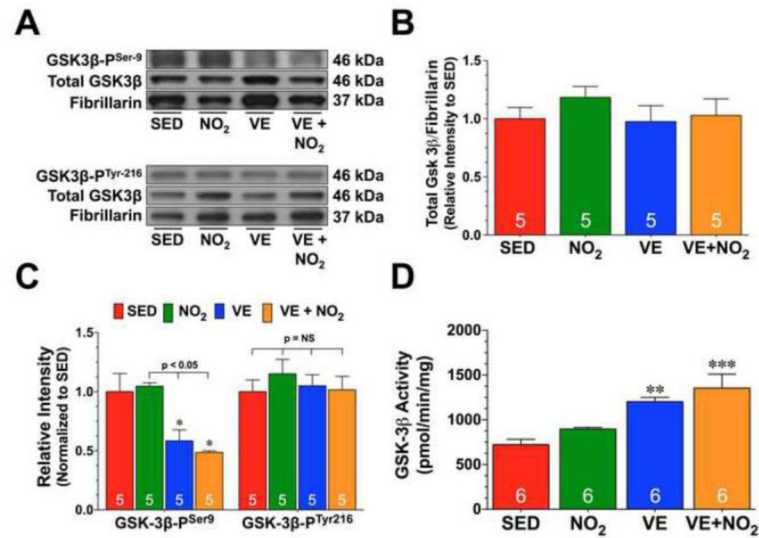 A
GSK3β-P^Ser-9 46 kDa
Total GSK3β 46 kDa
Fibrillarin 37 kDa
SED NO₂ VE VE + NO₂
GSK3β-P^Tyr-216 46 kDa
Total GSK3β 46 kDa
Fibrillarin 37 kDa
SED NO₂ VE VE + NO₂
B
Total Gsk 3β/Fibrillarin
(Relative Intensity to SED)
1.5
1.0
0.5
0.0
5 5 5 5
SED NO₂ VE VE+NO₂
C
SED NO₂ VE VE + NO₂
Relative Intensity
(Normalized to SED)
1.5
1.0
0.5
0.0
p < 0.05
p = NS
* *
5 5 5 5 5 5 5 5
GSK-3β-P^Ser9 GSK-3β-P^Tyr216
D
GSK-3β Activity
(pmol/min/mg)
2000
1500
1000
500
0
** ***
6 6 6 6
SED NO₂ VE VE+NO₂